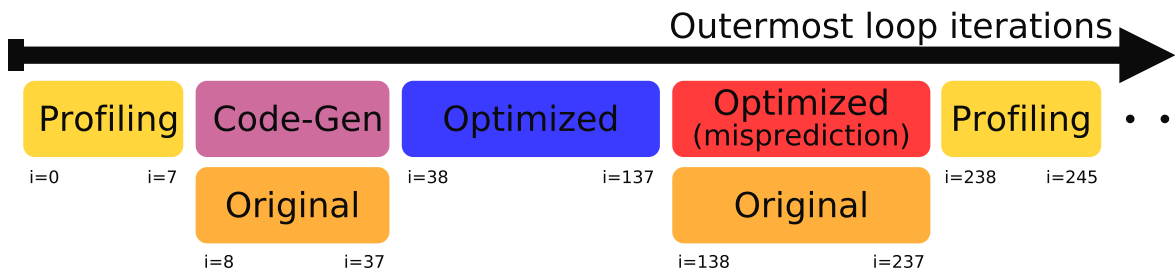 Outermost loop iterations
Profiling
Code-Gen
Optimized
Optimized
(misprediction)
Profiling
i=0
i=7
i=38
i=137
i=238
i=245
Original
Original
i=8
i=37
i=138
i=237